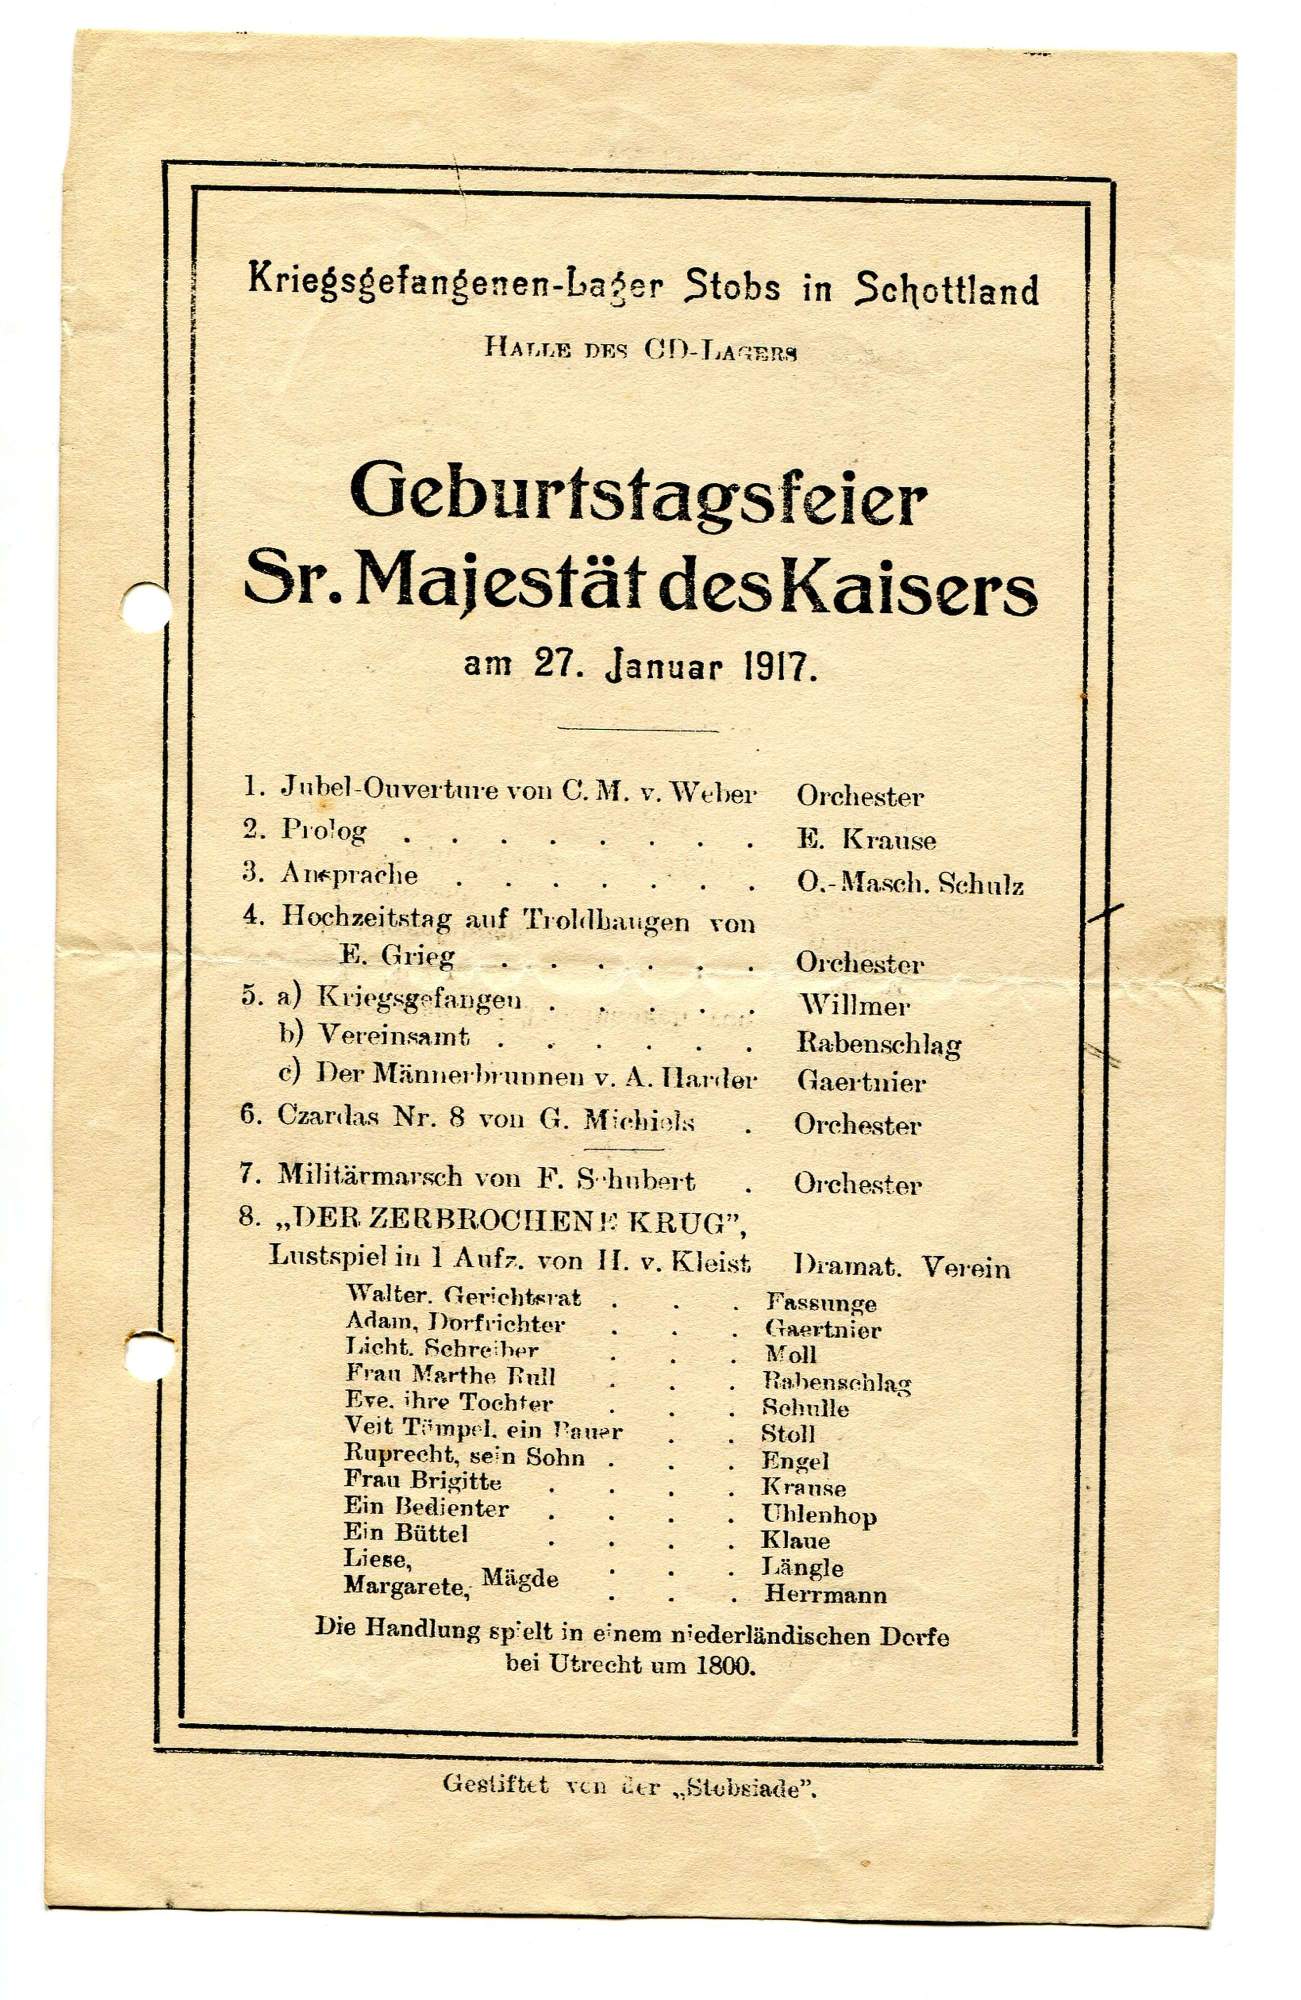 Kriegsgefangenen-Lager Stobs in Schottland
HALLE DES CD-LAGERS
Geburtstagsfeier
Sr. Majestät des Kaisers
am 27. Januar 1917.
1. Jubel-Ouverture von C. M. v. Weber Orchester
2. Prolog . . . . . . . . E. Krause
3. Ansprache . . . . . . . O.-Masch. Schulz
4. Hochzeitstag auf Troldhaugen von
E. Grieg . . . . . . Orchester
5. a) Kriegsgefangen . . . . . Willmer
b) Vereinsamt . . . . . . Rabenschlag
c) Der Männerbrunnen v. A. Harder Gaertnier
6. Czardas Nr. 8 von G. Michiels . Orchester
7. Militärmarsch von F. Schubert . Orchester
8. „DER ZERBROCHENE KRUG”,
Lustspiel in 1 Aufz. von H. v. Kleist Dramat. Verein
Walter. Gerichtsrat . . . Fassunge
Adam, Dorfrichter . . . Gaertnier
Licht. Schreiber . . . Moll
Frau Marthe Rull . . . Rabenschlag
Eve. ihre Tochter . . . Schulle
Veit Tümpel. ein Bauer . . Stoll
Ruprecht, sein Sohn . . . Engel
Frau Brigitte . . . . Krause
Ein Bedienter . . . . Uhlenhop
Ein Büttel . . . . Klaue
Liese, . . . Längle
Margarete, Mägde . . . Herrmann
Die Handlung spielt in einem niederländischen Dorfe
bei Utrecht um 1800.
Gestiftet von der „Stobsiade”.